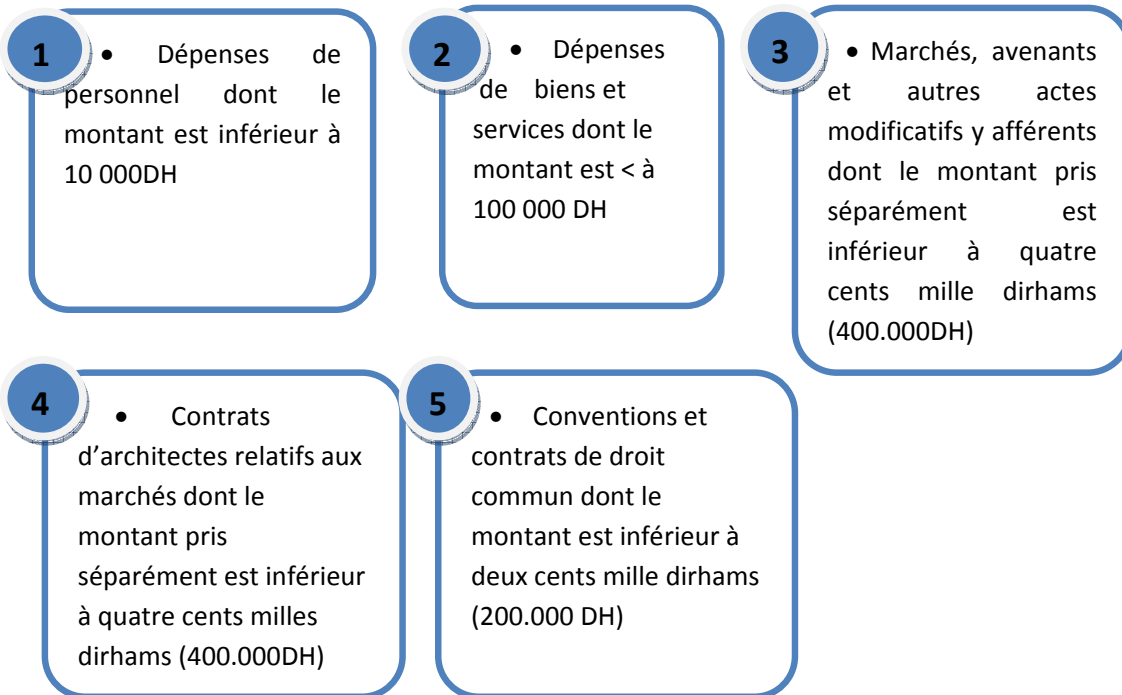 1
• Dépenses de
personnel dont le
montant est inférieur à
10 000DH
2
• Dépenses
de biens et
services dont le
montant est < à
100 000 DH
3
• Marchés, avenants
et autres actes
modificatifs y afférents
dont le montant pris
séparément est
inférieur à quatre
cents mille dirhams
(400.000DH)
4
• Contrats
d’architectes relatifs aux
marchés dont le
montant pris
séparément est inférieur
à quatre cents milles
dirhams (400.000DH)
5
• Conventions et
contrats de droit
commun dont le
montant est inférieur à
deux cents mille dirhams
(200.000 DH)